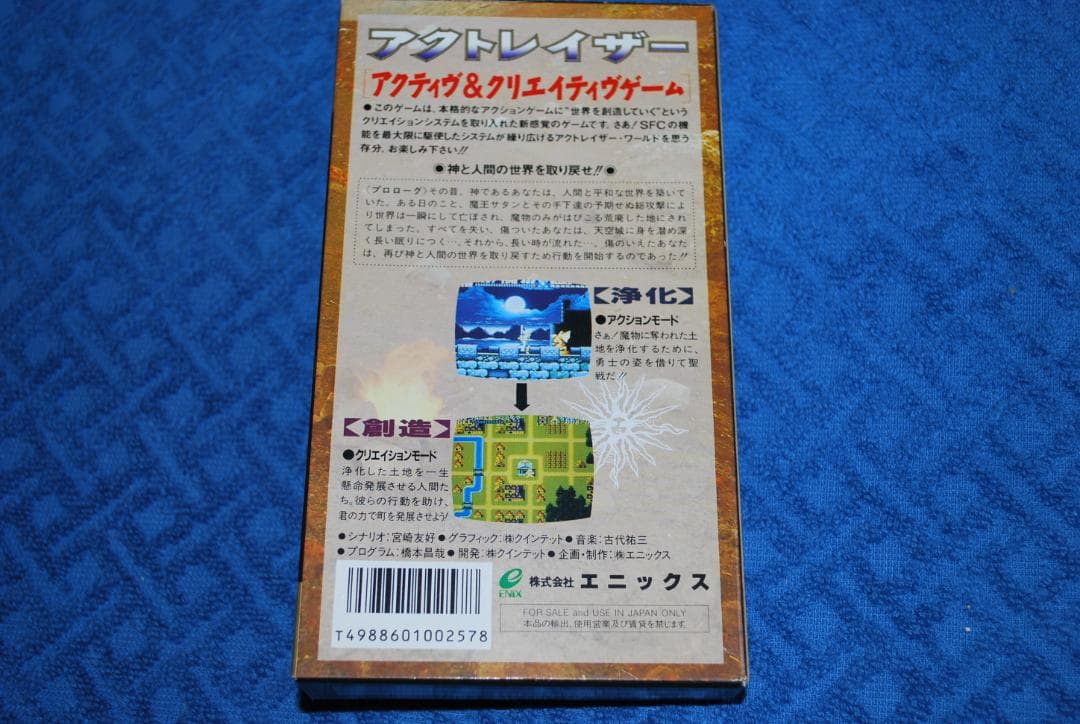 アクトレイザー
アクティヴ&クリエイティヴゲーム
●このゲームは、本格的なアクションゲームに"世界を創造していく"という
クリエイションシステムを取り入れた新感覚のゲームです。さあ!SFCの機
能を最大限に駆使したシステムが繰り広げるアクトレイザー・ワールドを思う
存分、お楽しみ下さい!!
●神と人間の世界を取り戻せ!!●
〈プロローグ〉その昔、神であるあなたは、人間と平和な世界を築いて
いた。ある日のこと、魔王サタンとその手下達の予期せぬ総攻撃によ
り世界は一瞬にして亡ぼされ、魔物のみがはびこる荒廃した地にされ
てしまった。すべてを失い、傷ついたあなたは、天空城に身を潜め深
く長い眠りにつく…。それから、長い時が流れた…。傷のいえたあなた
は、再び神と人間の世界を取り戻すため行動を開始するのであった!!
【浄化】
●アクションモード
さぁ!魔物に奪われた土
地を浄化するために、
勇士の姿を借りて聖
戦だ!!
【創造】
●クリエイションモード
浄化した土地を一生
懸命発展させる人間た
ち。彼らの行動を助け、
君の力で町を発展させよう!
●シナリオ:宮崎友好●グラフィック:㈱クインテット●音楽:古代祐三
●プログラム:橋本昌哉●開発:㈱クインテット●企画・制作:㈱エニックス
ENIX 株式会社 エニックス
FOR SALE and USE IN JAPAN ONLY
本品の輸出、使用営業及び賃貸を禁じます。
T4988601002578